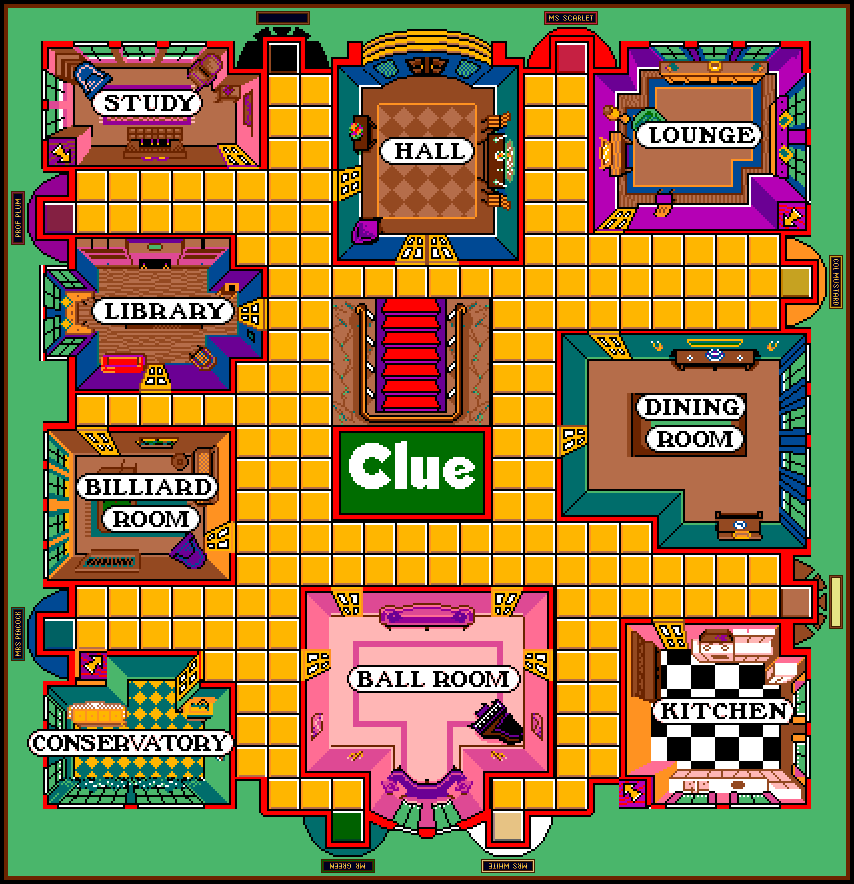 MS SCARLET
STUDY
HALL
LOUNGE
PROF PLUM
LIBRARY
COL MUSTARD
DINING
ROOM
Clue
BILLIARD
ROOM
MRS PEACOCK
BALL ROOM
KITCHEN
CONSERVATORY
MR GREEN
MRS WHITE